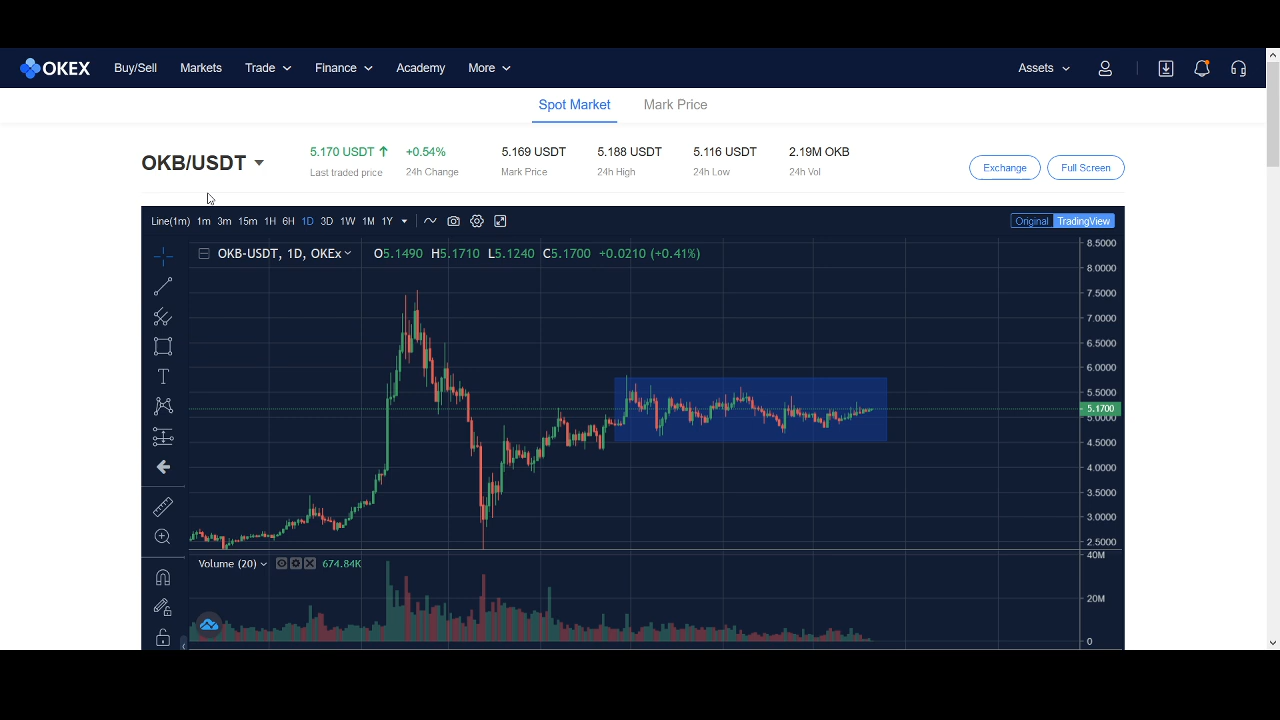 OKEX Buy/Sell Markets Trade Finance Academy More Assets
Spot Market Mark Price
OKB/USDT
5.170 USDT ↑ +0.54% 5.169 USDT 5.188 USDT 5.116 USDT 2.19M OKB
Last traded price 24h Change Mark Price 24h High 24h Low 24h Vol
Exchange Full Screen
Line(1m) 1m 3m 15m 1H 6H 1D 3D 1W 1M 1Y Original TradingView
OKB-USDT, 1D, OKEx O5.1490 H5.1710 L5.1240 C5.1700 +0.0210 (+0.41%)
8.5000
8.0000
7.5000
7.0000
6.5000
6.0000
5.5000
5.1700
5.0000
4.5000
4.0000
3.5000
3.0000
2.5000
Volume (20) 674.84K
40M
20M
0